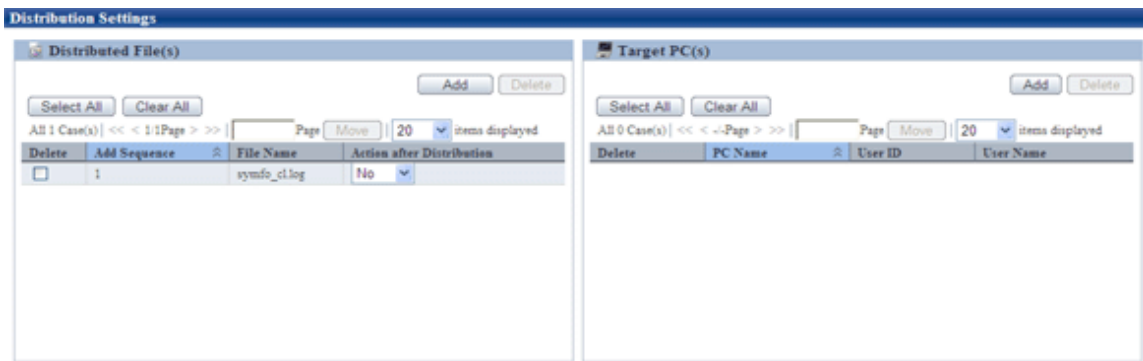 Distribution Settings
Distributed File(s)
Add Delete
Select All Clear All
All 1 Case(s)| << < 1/1Page > >> | Page Move | 20 items displayed
Delete Add Sequence File Name Action after Distribution
1 symfo_cl.log No
Target PC(s)
Add Delete
Select All Clear All
All 0 Case(s)| << < -/-Page > >> | Page Move | 20 items displayed
Delete PC Name User ID User Name